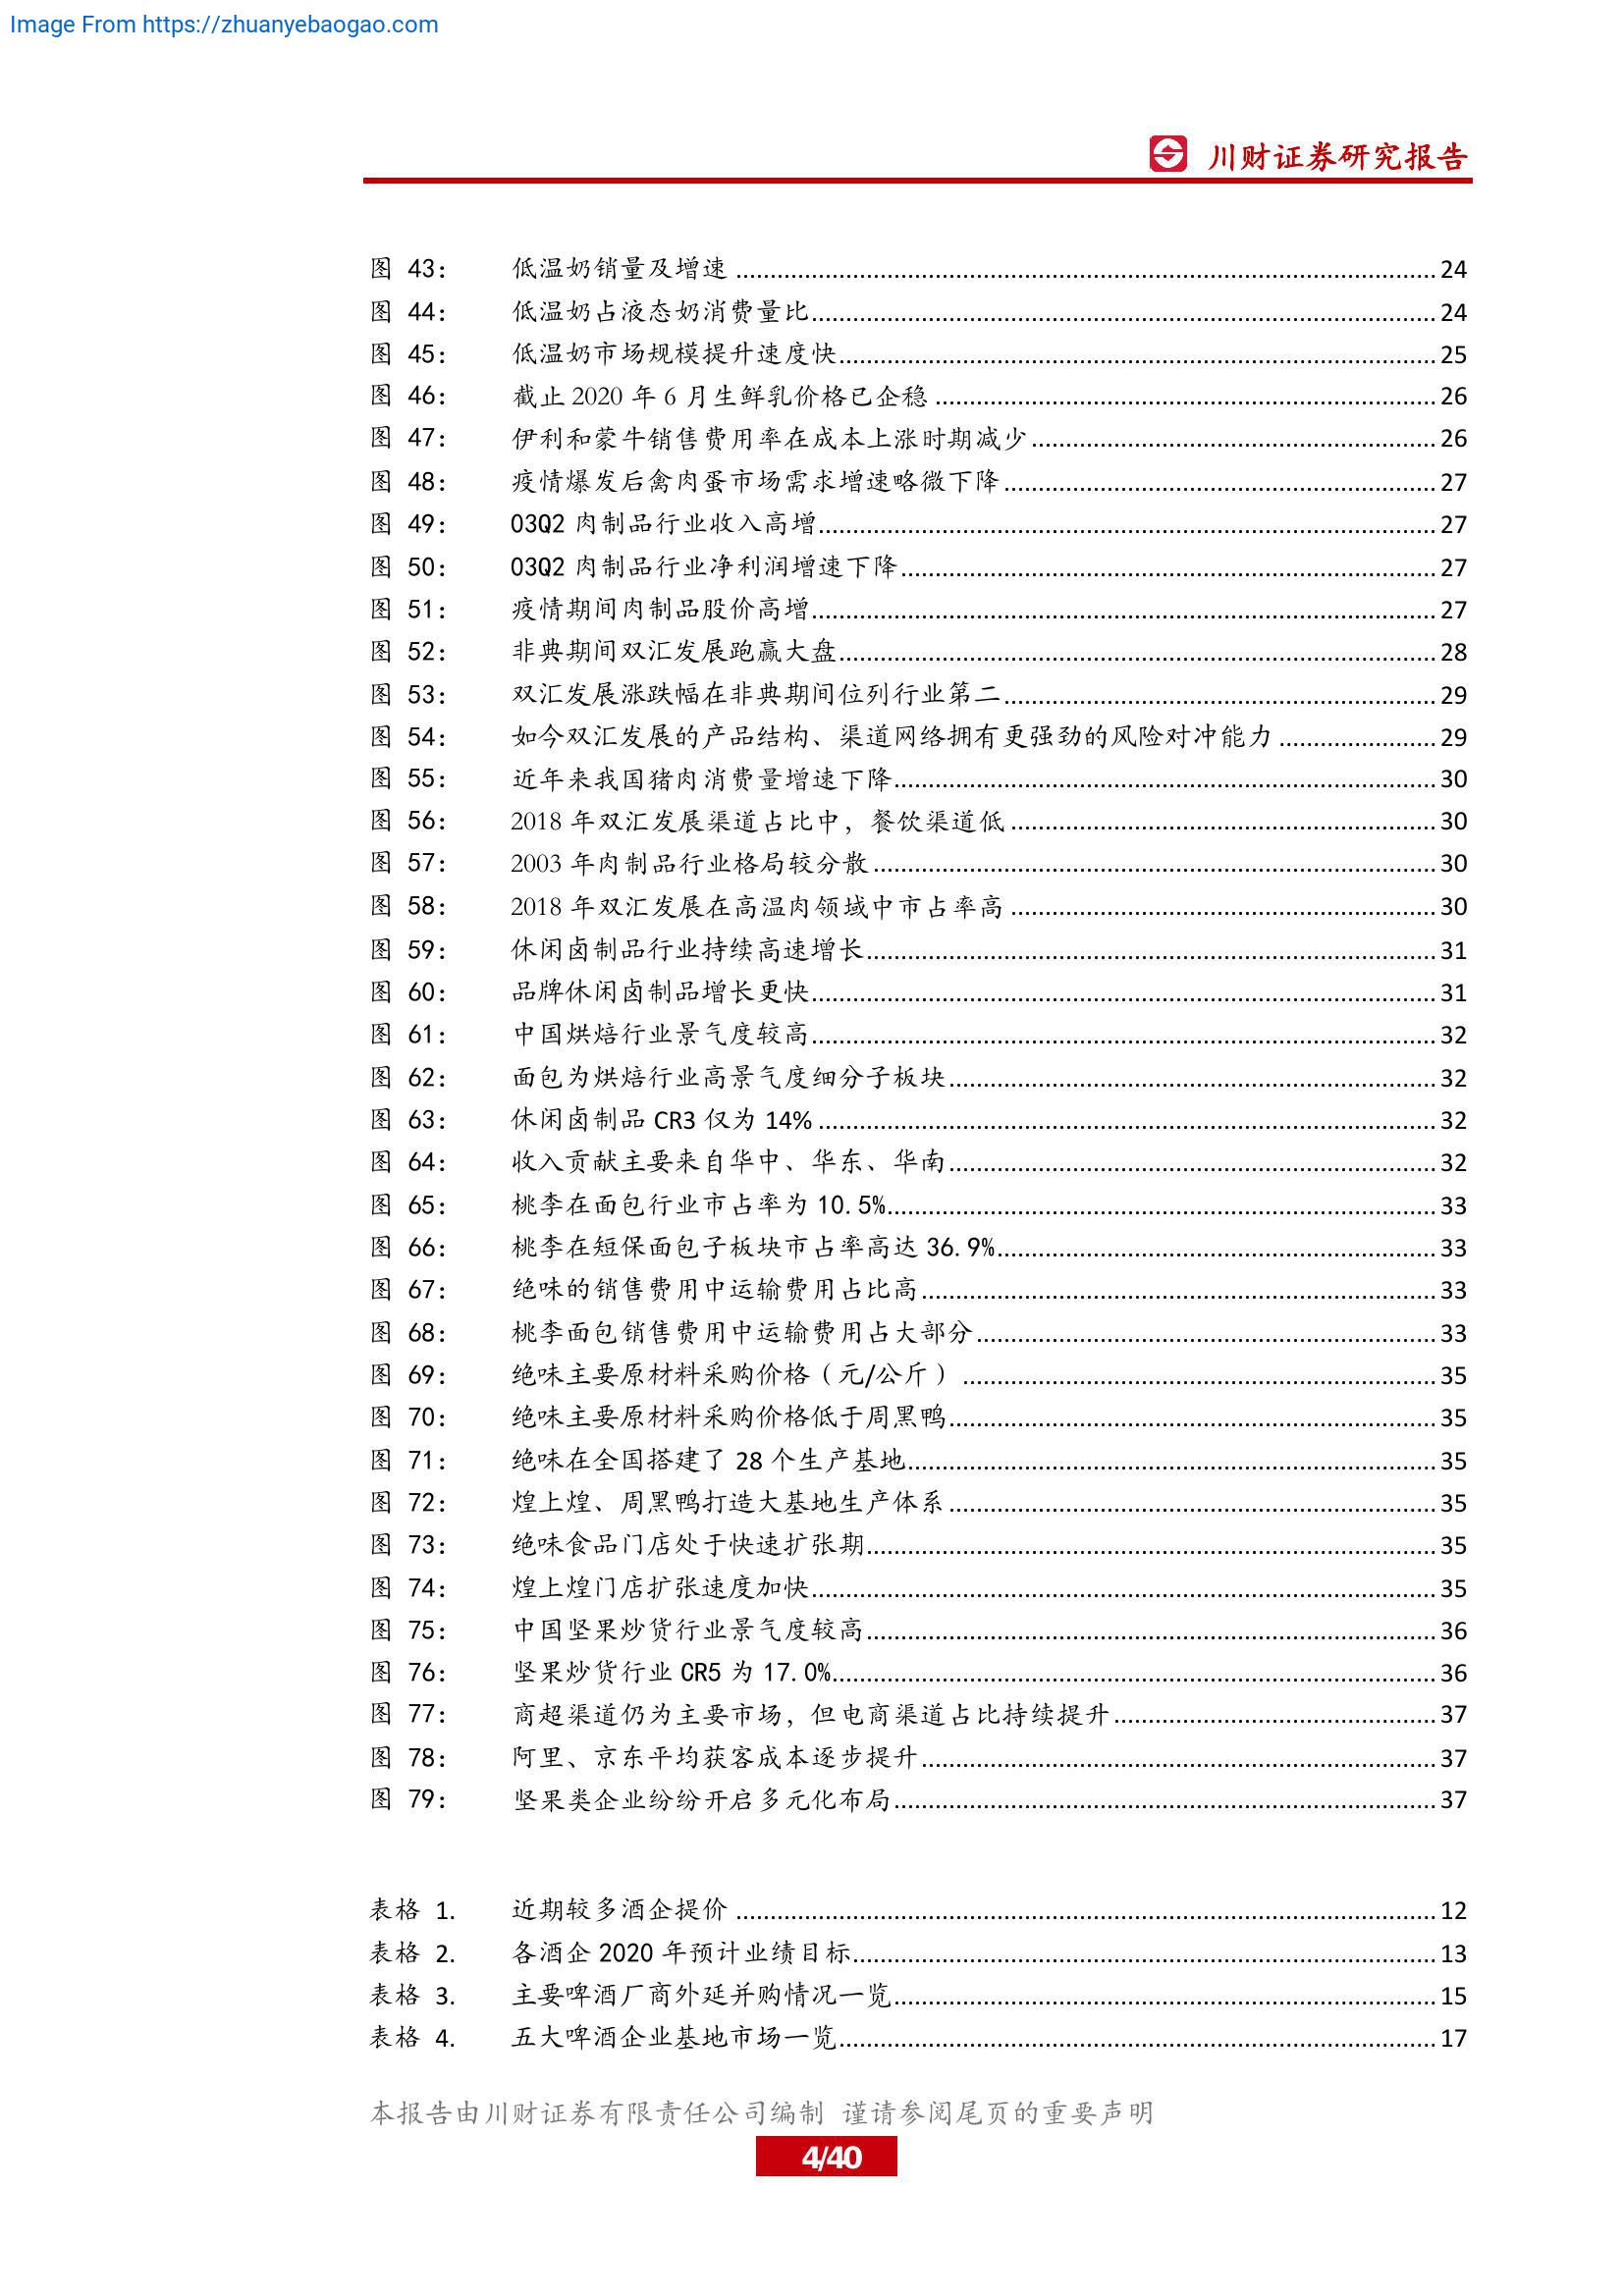 Image From https://zhuanyebaogao.com
川财证券研究报告
图 43： 低温奶销量及增速 24
图 44： 低温奶占液态奶消费量比 24
图 45： 低温奶市场规模提升速度快 25
图 46： 截止 2020 年 6 月生鲜乳价格已企稳 26
图 47： 伊利和蒙牛销售费用率在成本上涨时期减少 26
图 48： 疫情爆发后禽肉蛋市场需求增速略微下降 27
图 49： 03Q2 肉制品行业收入高增 27
图 50： 03Q2 肉制品行业净利润增速下降 27
图 51： 疫情期间肉制品股价高增 27
图 52： 非典期间双汇发展跑赢大盘 28
图 53： 双汇发展涨跌幅在非典期间位列行业第二 29
图 54： 如今双汇发展的产品结构、渠道网络拥有更强劲的风险对冲能力 29
图 55： 近年来我国猪肉消费量增速下降 30
图 56： 2018 年双汇发展渠道占比中，餐饮渠道低 30
图 57： 2003 年肉制品行业格局较分散 30
图 58： 2018 年双汇发展在高温肉领域中市占率高 30
图 59： 休闲卤制品行业持续高速增长 31
图 60： 品牌休闲卤制品增长更快 31
图 61： 中国烘焙行业景气度较高 32
图 62： 面包为烘焙行业高景气度细分子板块 32
图 63： 休闲卤制品 CR3 仅为 14% 32
图 64： 收入贡献主要来自华中、华东、华南 32
图 65： 桃李在面包行业市占率为 10.5% 33
图 66： 桃李在短保面包子板块市占率高达 36.9% 33
图 67： 绝味的销售费用中运输费用占比高 33
图 68： 桃李面包销售费用中运输费用占大部分 33
图 69： 绝味主要原材料采购价格（元/公斤） 35
图 70： 绝味主要原材料采购价格低于周黑鸭 35
图 71： 绝味在全国搭建了 28 个生产基地 35
图 72： 煌上煌、周黑鸭打造大基地生产体系 35
图 73： 绝味食品门店处于快速扩张期 35
图 74： 煌上煌门店扩张速度加快 35
图 75： 中国坚果炒货行业景气度较高 36
图 76： 坚果炒货行业 CR5 为 17.0% 36
图 77： 商超渠道仍为主要市场，但电商渠道占比持续提升 37
图 78： 阿里、京东平均获客成本逐步提升 37
图 79： 坚果类企业纷纷开启多元化布局 37
表格 1. 近期较多酒企提价 12
表格 2. 各酒企 2020 年预计业绩目标 13
表格 3. 主要啤酒厂商外延并购情况一览 15
表格 4. 五大啤酒企业基地市场一览 17
本报告由川财证券有限责任公司编制 谨请参阅尾页的重要声明
4/40